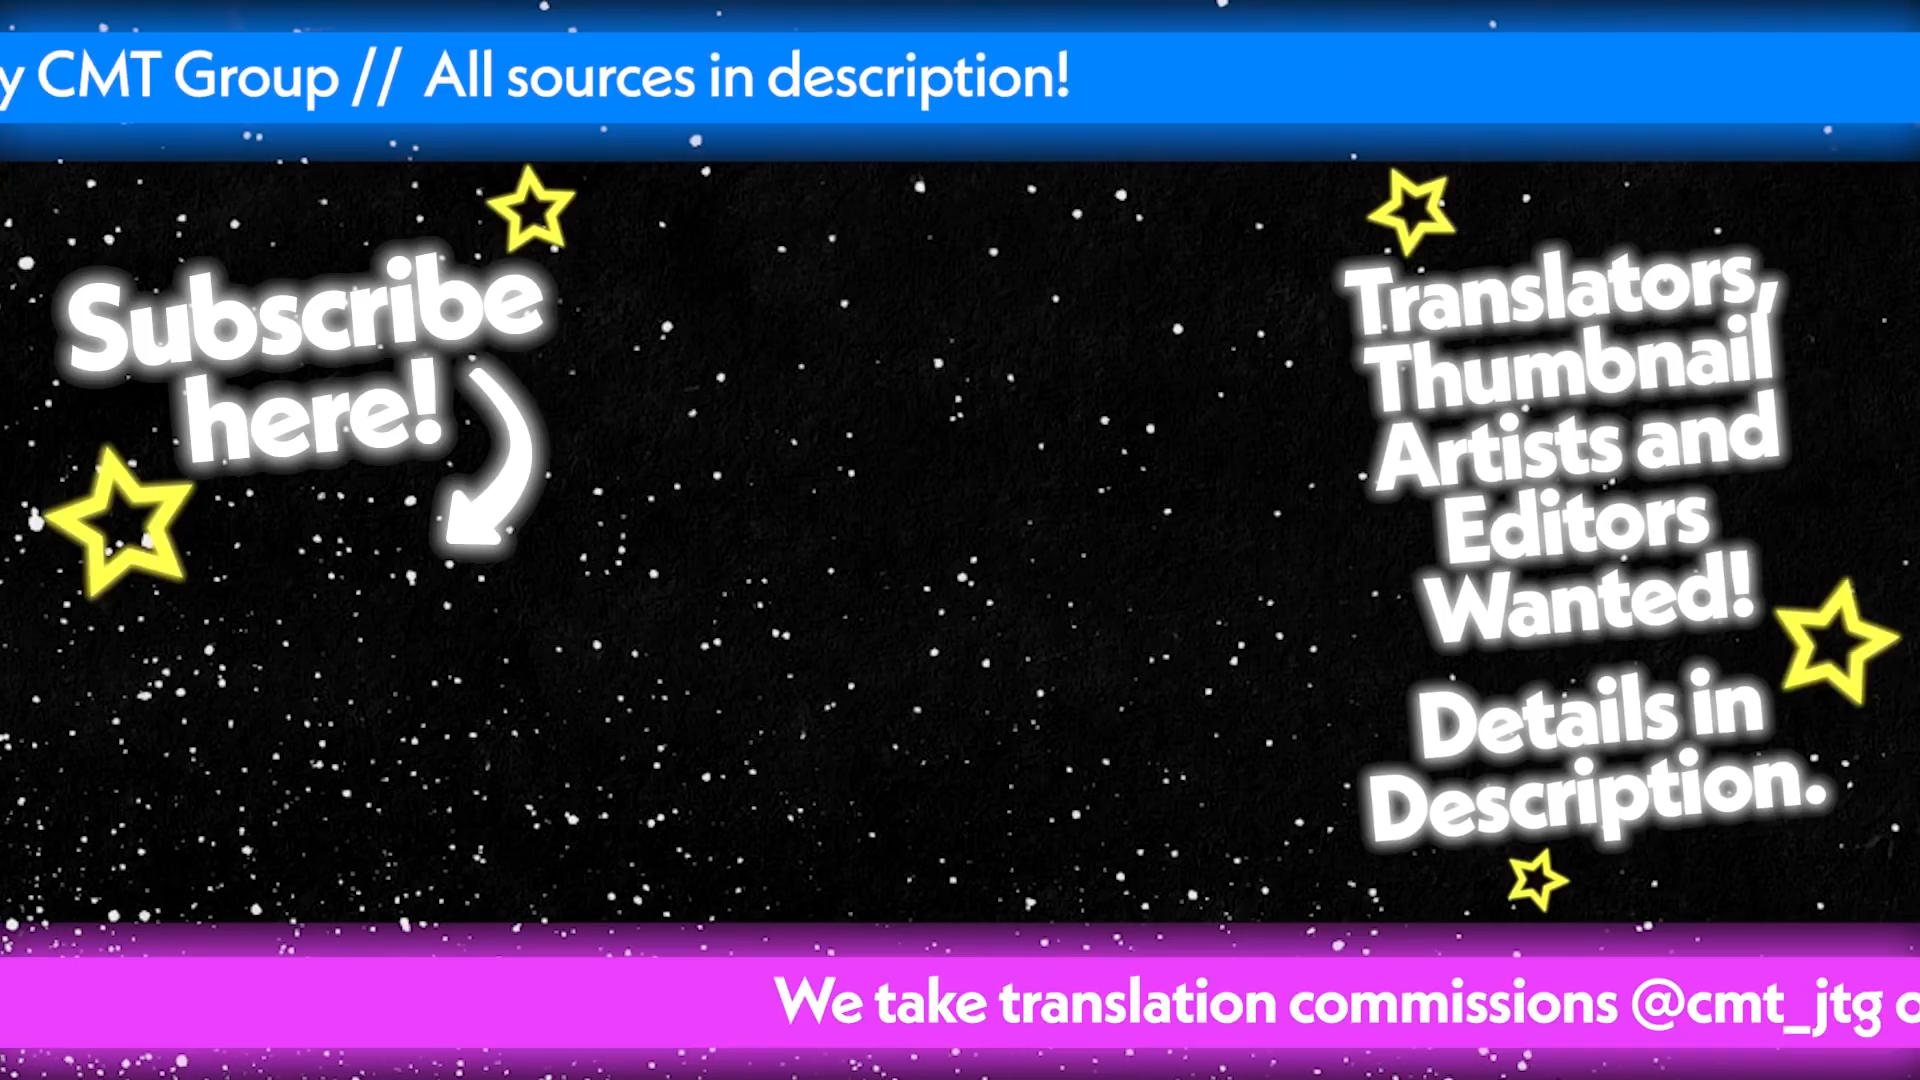 y CMT Group // All sources in description!
Subscribe
here!
Translators,
Thumbnail
Artists and
Editors
Wanted!
Details in
Description.
We take translation commissions @cmt_jtg o